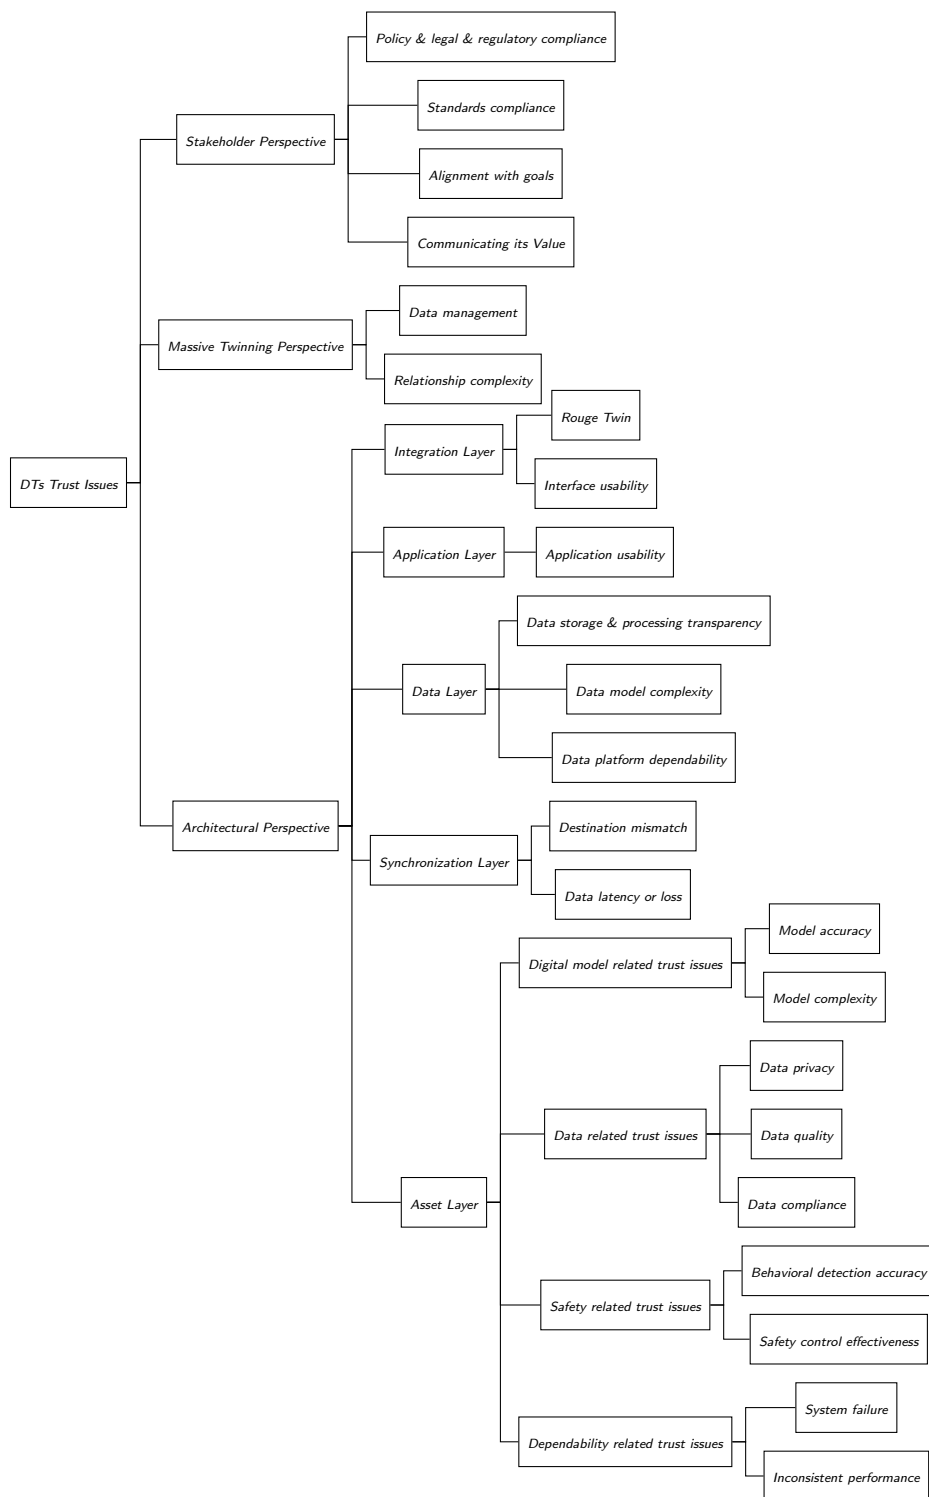 Policy & legal & regulatory compliance
Standards compliance
Stakeholder Perspective
Alignment with goals
Communicating its Value
Data management
Massive Twinning Perspective
Relationship complexity
Rouge Twin
Integration Layer
DTs Trust Issues
Interface usability
Application Layer
Application usability
Data storage & processing transparency
Data Layer
Data model complexity
Data platform dependability
Architectural Perspective
Destination mismatch
Synchronization Layer
Data latency or loss
Model accuracy
Digital model related trust issues
Model complexity
Data privacy
Data related trust issues
Data quality
Asset Layer
Data compliance
Behavioral detection accuracy
Safety related trust issues
Safety control effectiveness
System failure
Dependability related trust issues
Inconsistent performance